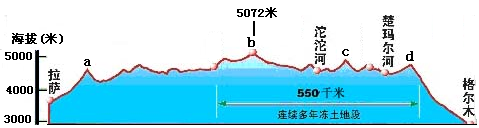 5072米
海拔(米)
5000
4000
3000
拉萨
a
b
沱沱河
c
楚玛尔河
d
格尔木
550千米
连续多年冻土地段